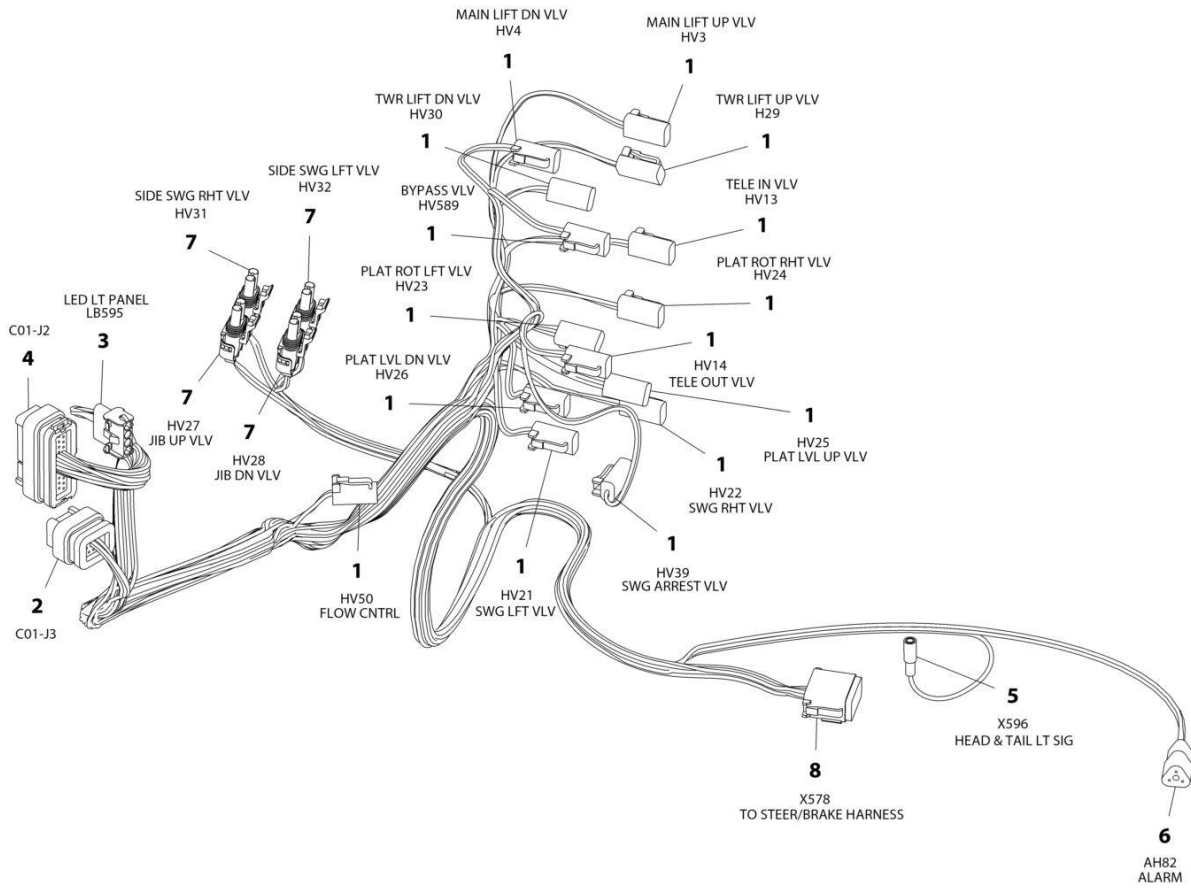 MAIN LIFT DN VLV
HV4
1
MAIN LIFT UP VLV
HV3
1
TWR LIFT DN VLV
HV30
1
TWR LIFT UP VLV
H29
1
SIDE SWG LFT VLV
HV32
7
SIDE SWG RHT VLV
HV31
7
BYPASS VLV
HV589
1
TELE IN VLV
HV13
1
PLAT ROT LFT VLV
HV23
1
PLAT ROT RHT VLV
HV24
1
LED LT PANEL
LB595
3
C01-J2
4
PLAT LVL DN VLV
HV26
1
1
HV14
TELE OUT VLV
7
HV27
JIB UP VLV
7
HV28
JIB DN VLV
1
HV25
PLAT LVL UP VLV
1
HV22
SWG RHT VLV
1
HV39
SWG ARREST VLV
1
HV21
SWG LFT VLV
1
HV50
FLOW CNTRL
2
C01-J3
5
X596
HEAD & TAIL LT SIG
8
X578
TO STEER/BRAKE HARNESS
6
AH82
ALARM